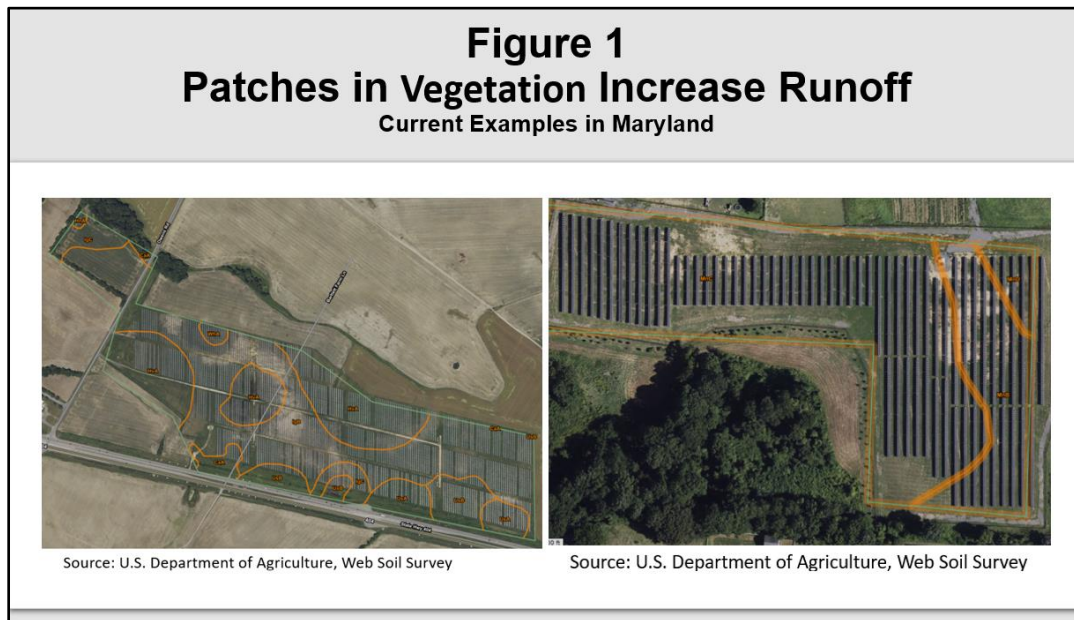 Figure 1
Patches in Vegetation Increase Runoff
Current Examples in Maryland
Source: U.S. Department of Agriculture, Web Soil Survey
Source: U.S. Department of Agriculture, Web Soil Survey